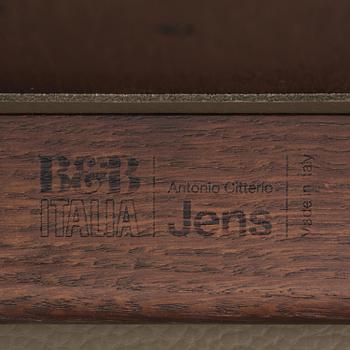 B&B
ITALIA
Antonio Citterio
Jens
Made in Italy